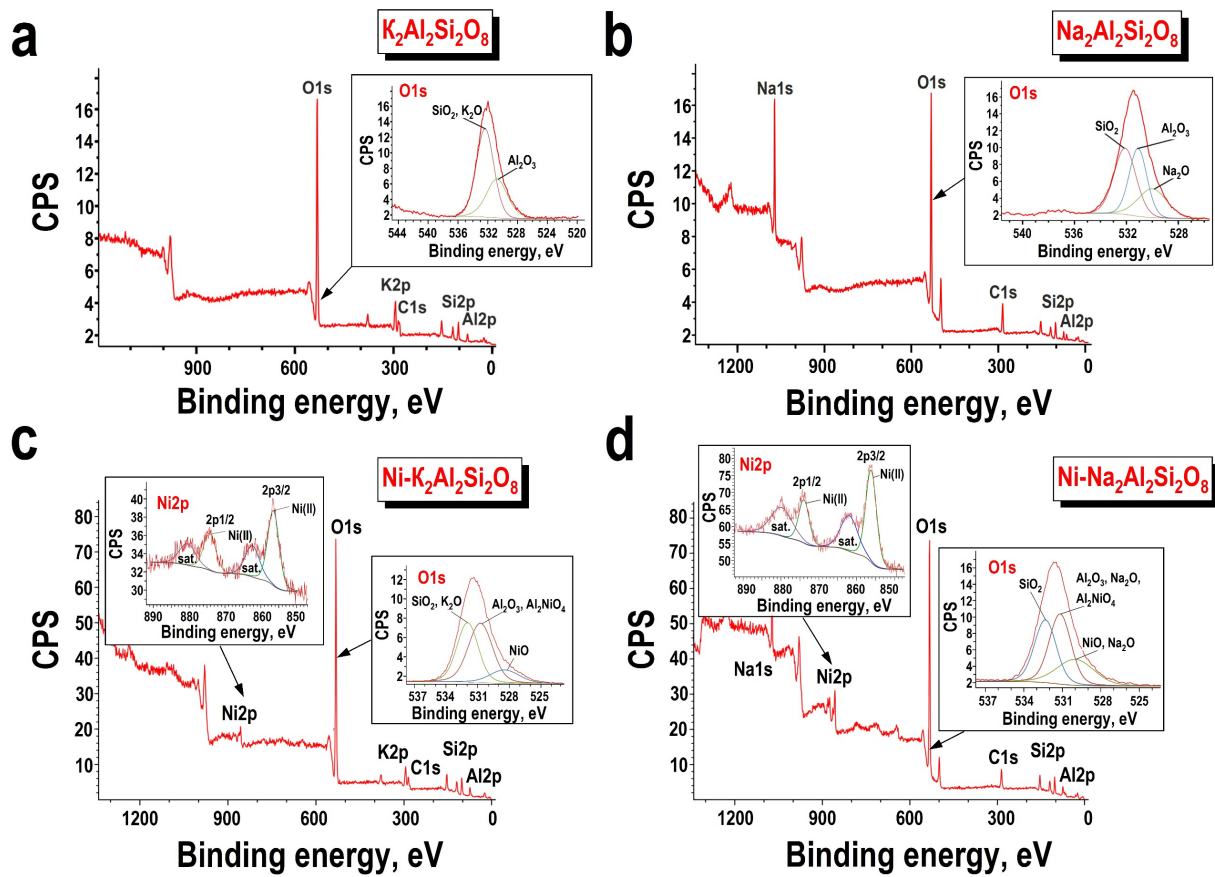 a
K₂Al₂Si₂O₈
CPS
16
14
12
10
8
6
4
2
900
600
300
0
Binding energy, eV
O1s
K2p
C1s
Si2p
Al2p
O1s
SiO₂, K₂O
Al₂O₃
CPS
16
14
12
10
8
6
4
2
544
540
536
532
528
524
520
Binding energy, eV
b
Na₂Al₂Si₂O₈
CPS
16
14
12
10
8
6
4
2
1200
900
600
300
0
Binding energy, eV
Na1s
O1s
C1s
Si2p
Al2p
O1s
SiO₂
Al₂O₃
Na₂O
CPS
16
14
12
10
8
6
4
2
540
536
532
528
Binding energy, eV
c
Ni-K₂Al₂Si₂O₈
CPS
80
70
50
40
30
20
10
1200
900
600
300
0
Binding energy, eV
Ni2p
O1s
K2p
C1s
Si2p
Al2p
Ni2p
2p3/2
Ni(II)
2p1/2
Ni(II)
sat.
sat.
CPS
40
38
36
34
32
30
890
880
870
860
850
Binding energy, eV
O1s
SiO₂, K₂O
Al₂O₃, Al₂NiO₄
NiO
CPS
12
10
8
6
4
2
537
534
531
528
525
Binding energy, eV
d
Ni-Na₂Al₂Si₂O₈
CPS
80
70
60
50
40
30
20
10
1200
900
600
300
0
Binding energy, eV
Na1s
Ni2p
O1s
C1s
Si2p
Al2p
Ni2p
2p3/2
Ni(II)
2p1/2
Ni(II)
sat.
sat.
CPS
75
70
65
60
55
50
890
880
870
860
850
Binding energy, eV
O1s
SiO₂
Al₂O₃, Na₂O,
Al₂NiO₄
NiO, Na₂O
CPS
16
14
12
10
8
6
4
2
537
534
531
528
525
Binding energy, eV